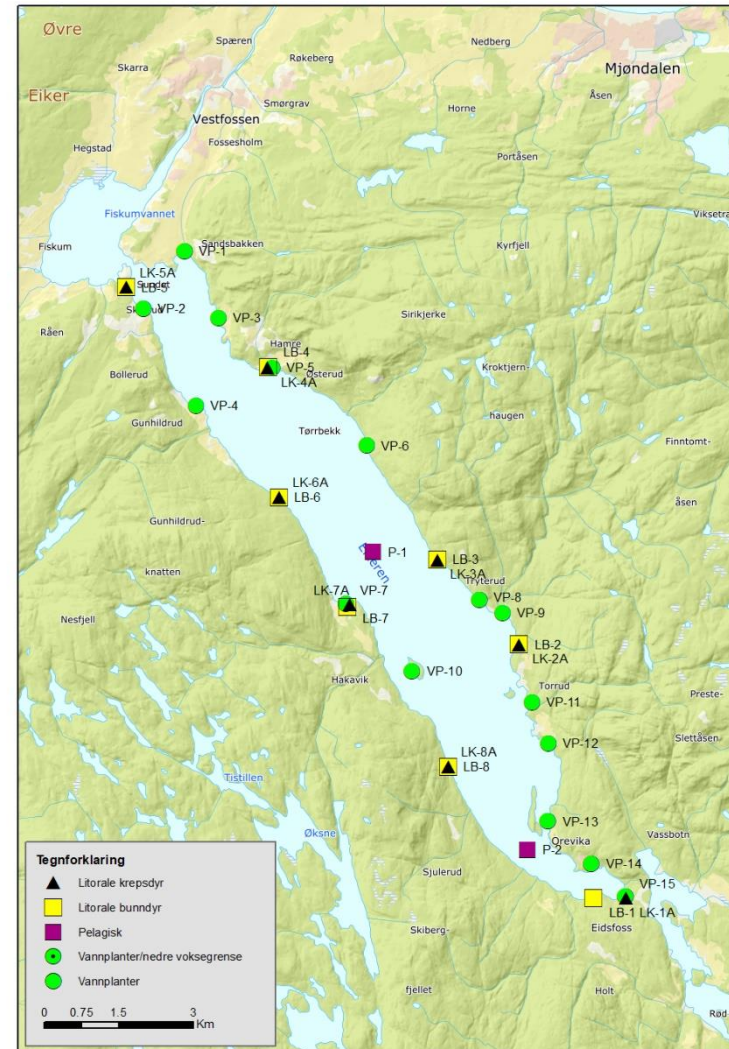 Øvre
Spæren
Nedberg
Skarra
Røkeberg
Mjøndalen
Eiker
Smørgrav
Åsen
Vestfossen
Horne
Hegstad
Fossesholm
Portåsen
Fiskumvannet
Viksetra
Fiskum
Sandsbakken
VP-1
Kyrfjell
LK-5A
Sundet
LB-5
VP-2
VP-3
Sirikjerke
Råen
Hamre
LB-4
VP-5
Østerud
LK-4A
Bollerud
Kroktjern-
VP-4
Gunhildrud
haugen
Tørrbekk
VP-6
Finntomt-
LK-6A
LB-6
åsen
Gunhildrud-
P-1
Eikeren
LB-3
LK-3A
knatten
Tryterud
LK-7A
VP-7
VP-8
VP-9
LB-7
Nesfjell
LB-2
LK-2A
Hakavik
VP-10
Torrud
Preste-
VP-11
Slettåsen
VP-12
LK-8A
LB-8
Tistillen
VP-13
Vassbotn
Øksne
Orevika
P-2
VP-14
Sjulerud
VP-15
LB-1 LK-1A
Eidsfoss
Skiberg-
fjellet
Holt
Rød
Tegnforklaring
Litorale krepsdyr
Litorale bunndyr
Pelagisk
Vannplanter/nedre voksegrense
Vannplanter
0 0.75 1.5 3
Km